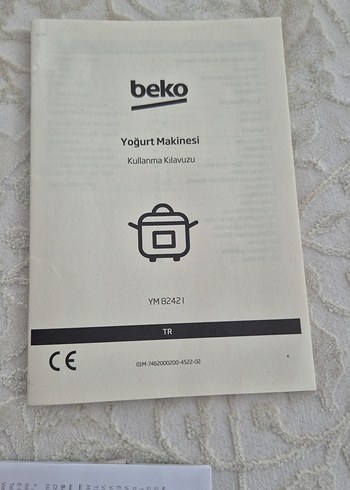 beko
Yoğurt Makinesi
Kullanma Kılavuzu
YM 8242 I
TR
CE
01M-7462000200-4522-02